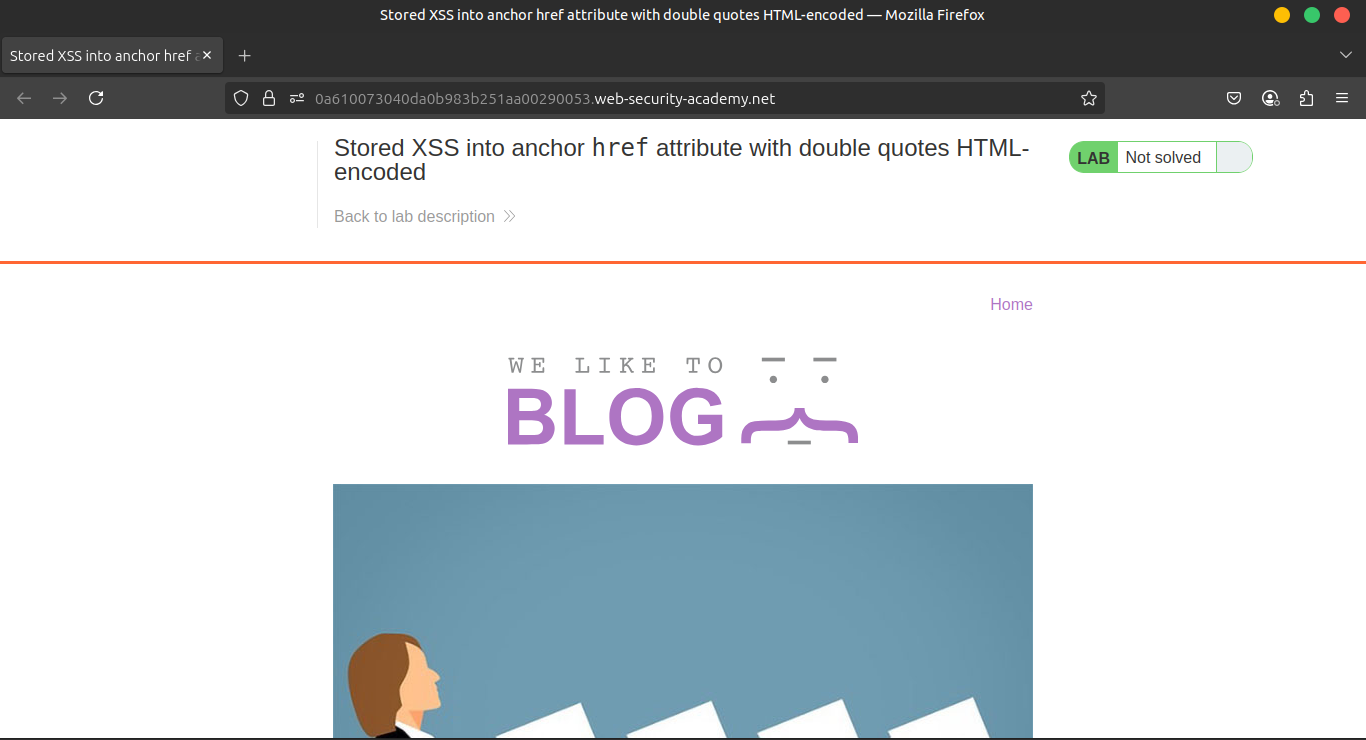 Stored XSS into anchor href attribute with double quotes HTML-encoded — Mozilla Firefox
Stored XSS into anchor href
0a610073040da0b983b251aa00290053.web-security-academy.net
Stored XSS into anchor href attribute with double quotes HTML-
encoded
LAB Not solved
Back to lab description
Home
WE LIKE TO
BLOG